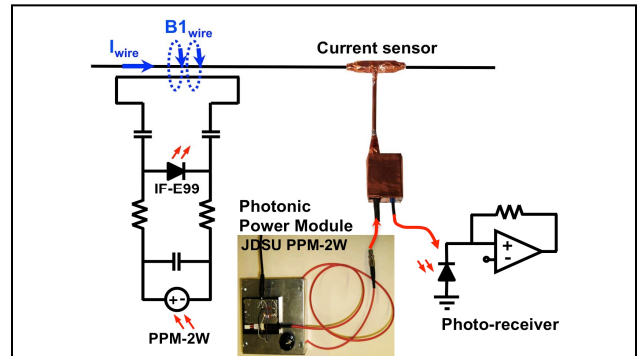 B1wire
Iwire
Current sensor
IF-E99
Photonic
Power Module
JDSU PPM-2W
+
-
+-
PPM-2W
Photo-receiver